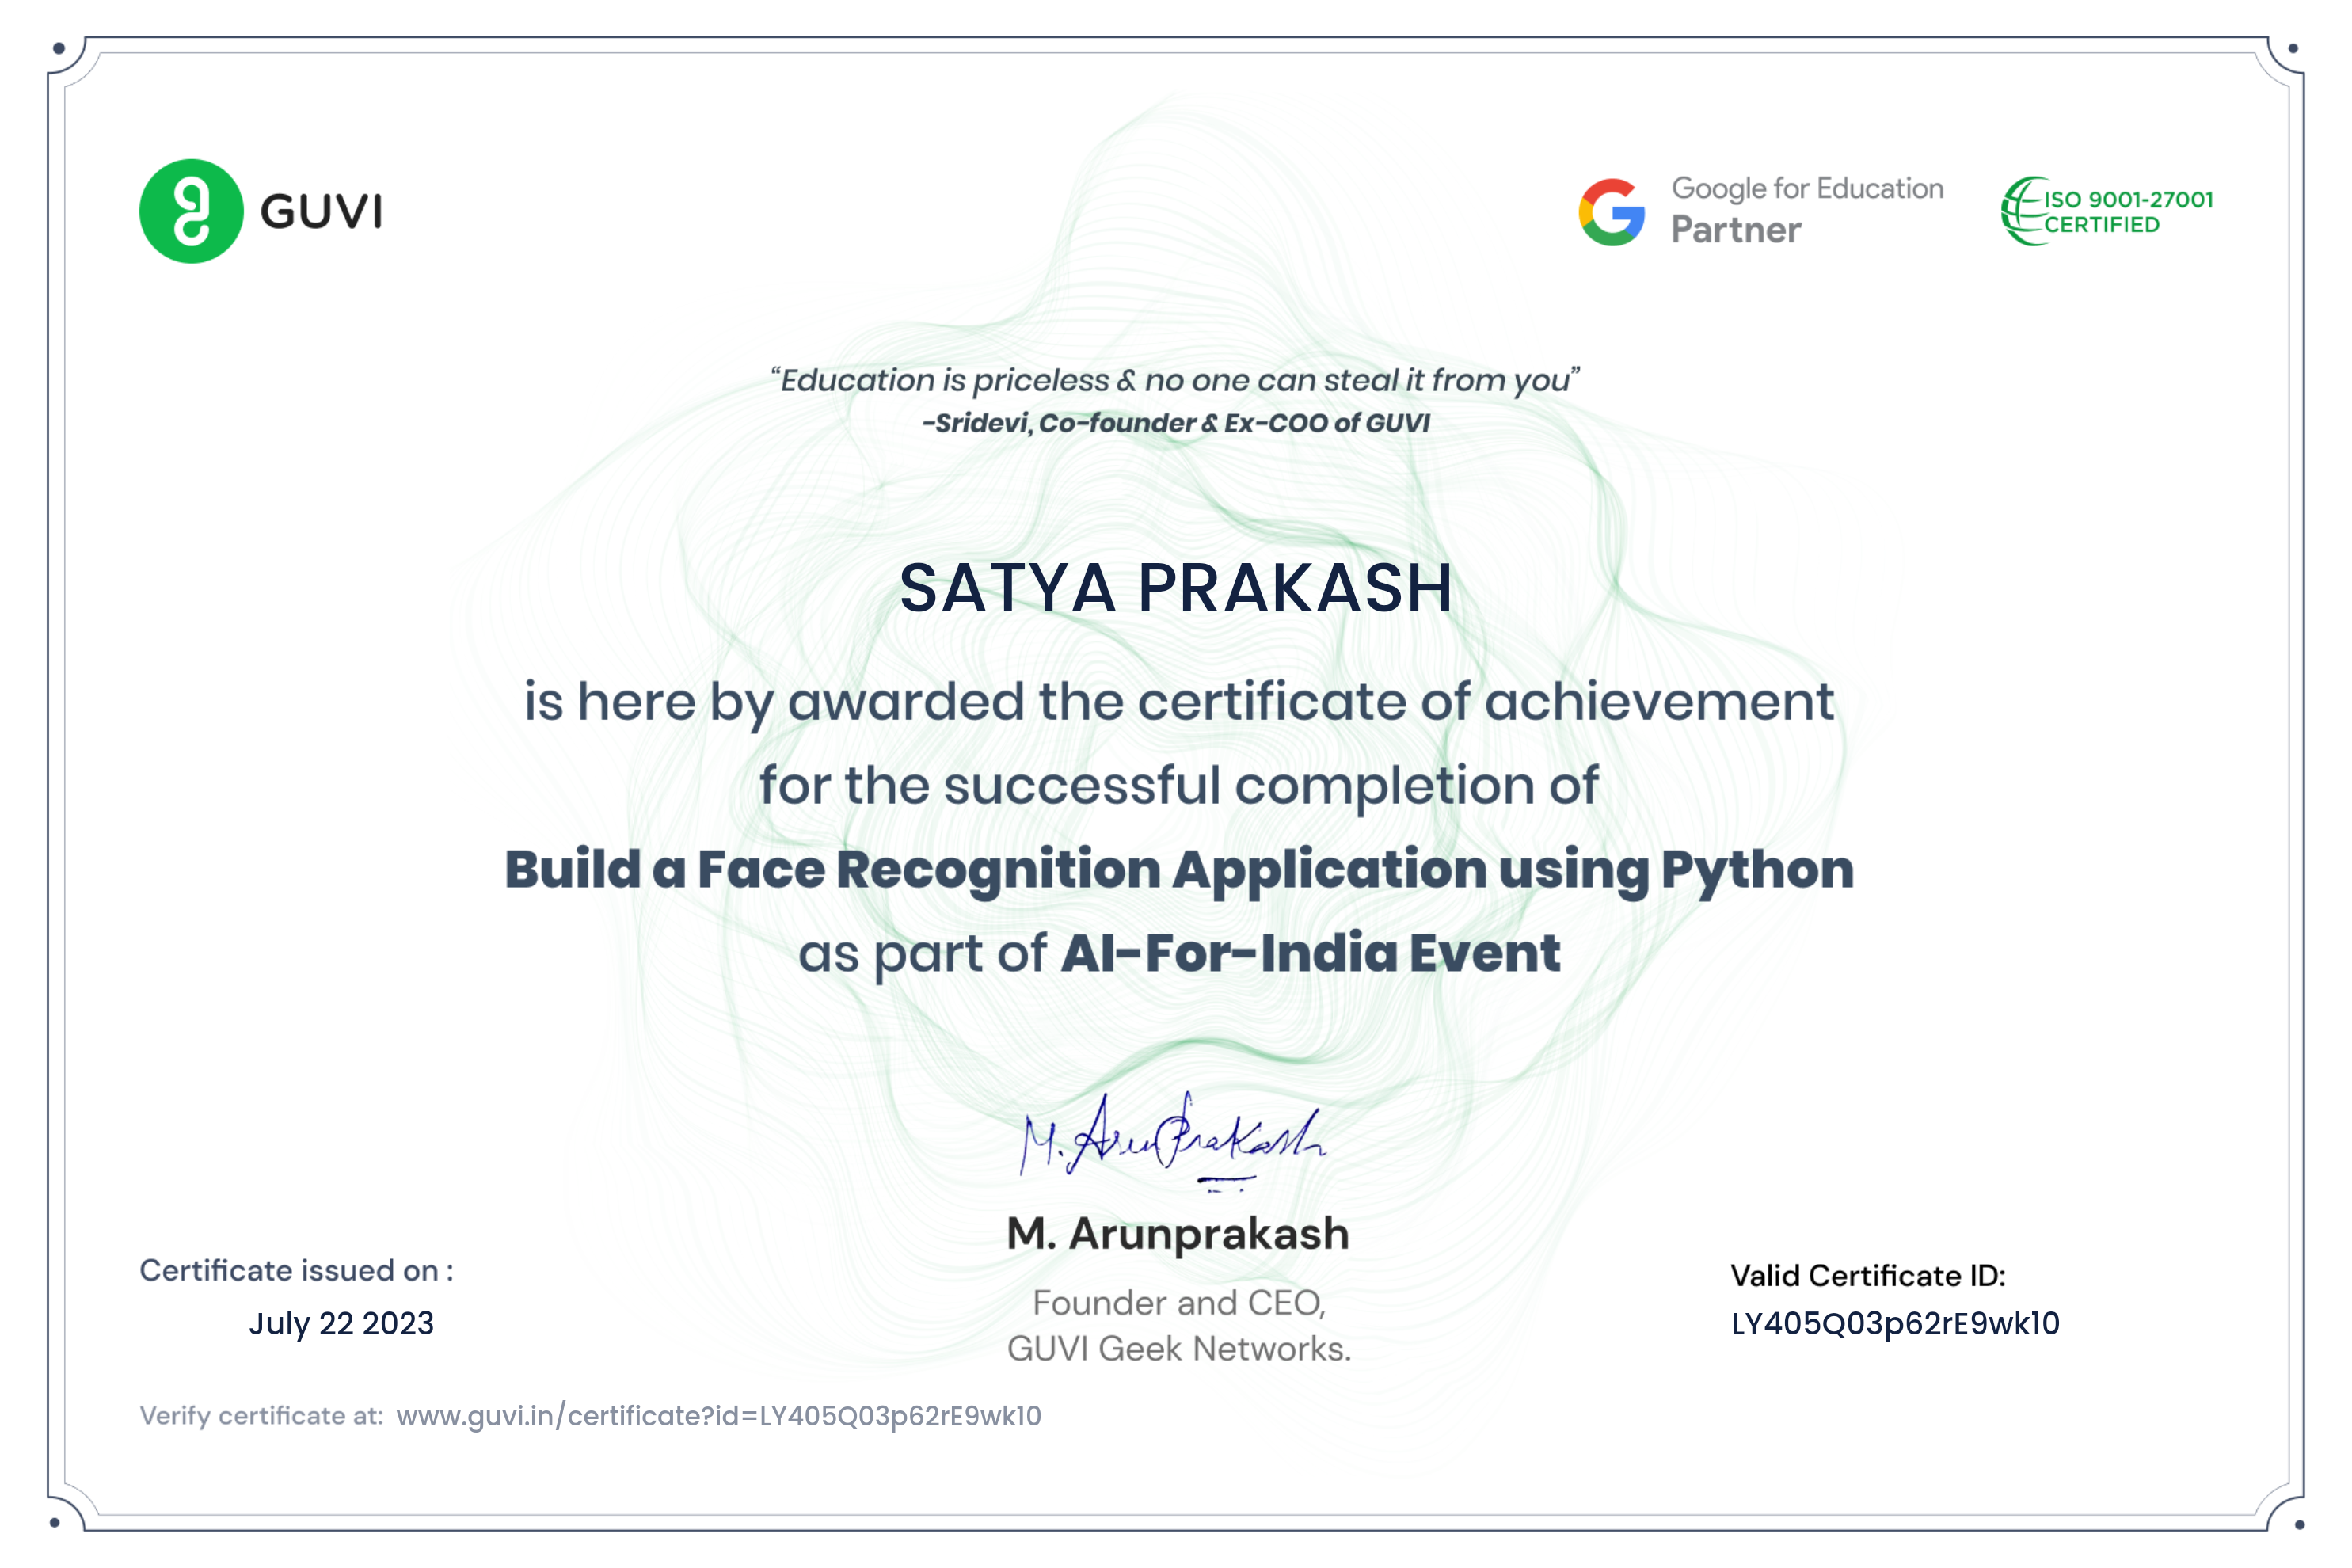 GUVI
Google for Education
Partner
ISO 9001-27001
CERTIFIED
“Education is priceless & no one can steal it from you”
-Sridevi, Co-founder & Ex-COO of GUVI
SATYA PRAKASH
is here by awarded the certificate of achievement
for the successful completion of
Build a Face Recognition Application using Python
as part of AI-For-India Event
M. ArunPrakash
M. Arunprakash
Founder and CEO,
GUVI Geek Networks.
Certificate issued on :
July 22 2023
Valid Certificate ID:
LY405Q03p62rE9wk10
Verify certificate at: www.guvi.in/certificate?id=LY405Q03p62rE9wk10